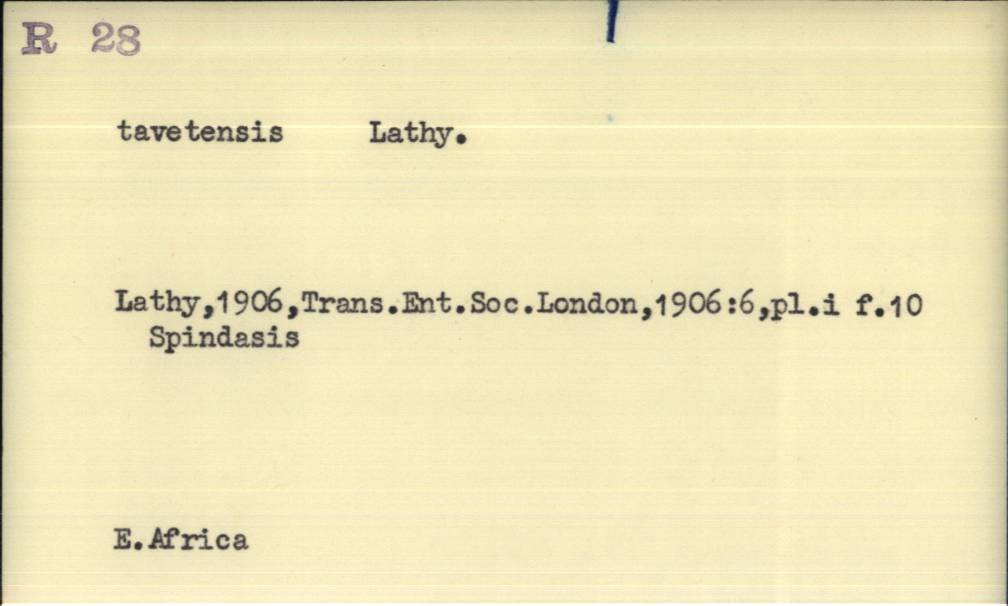 R 28
tavetensis Lathy.
Lathy,1906,Trans.Ent.Soc.London,1906:6,pl.i f.10
Spindasis
E.Africa